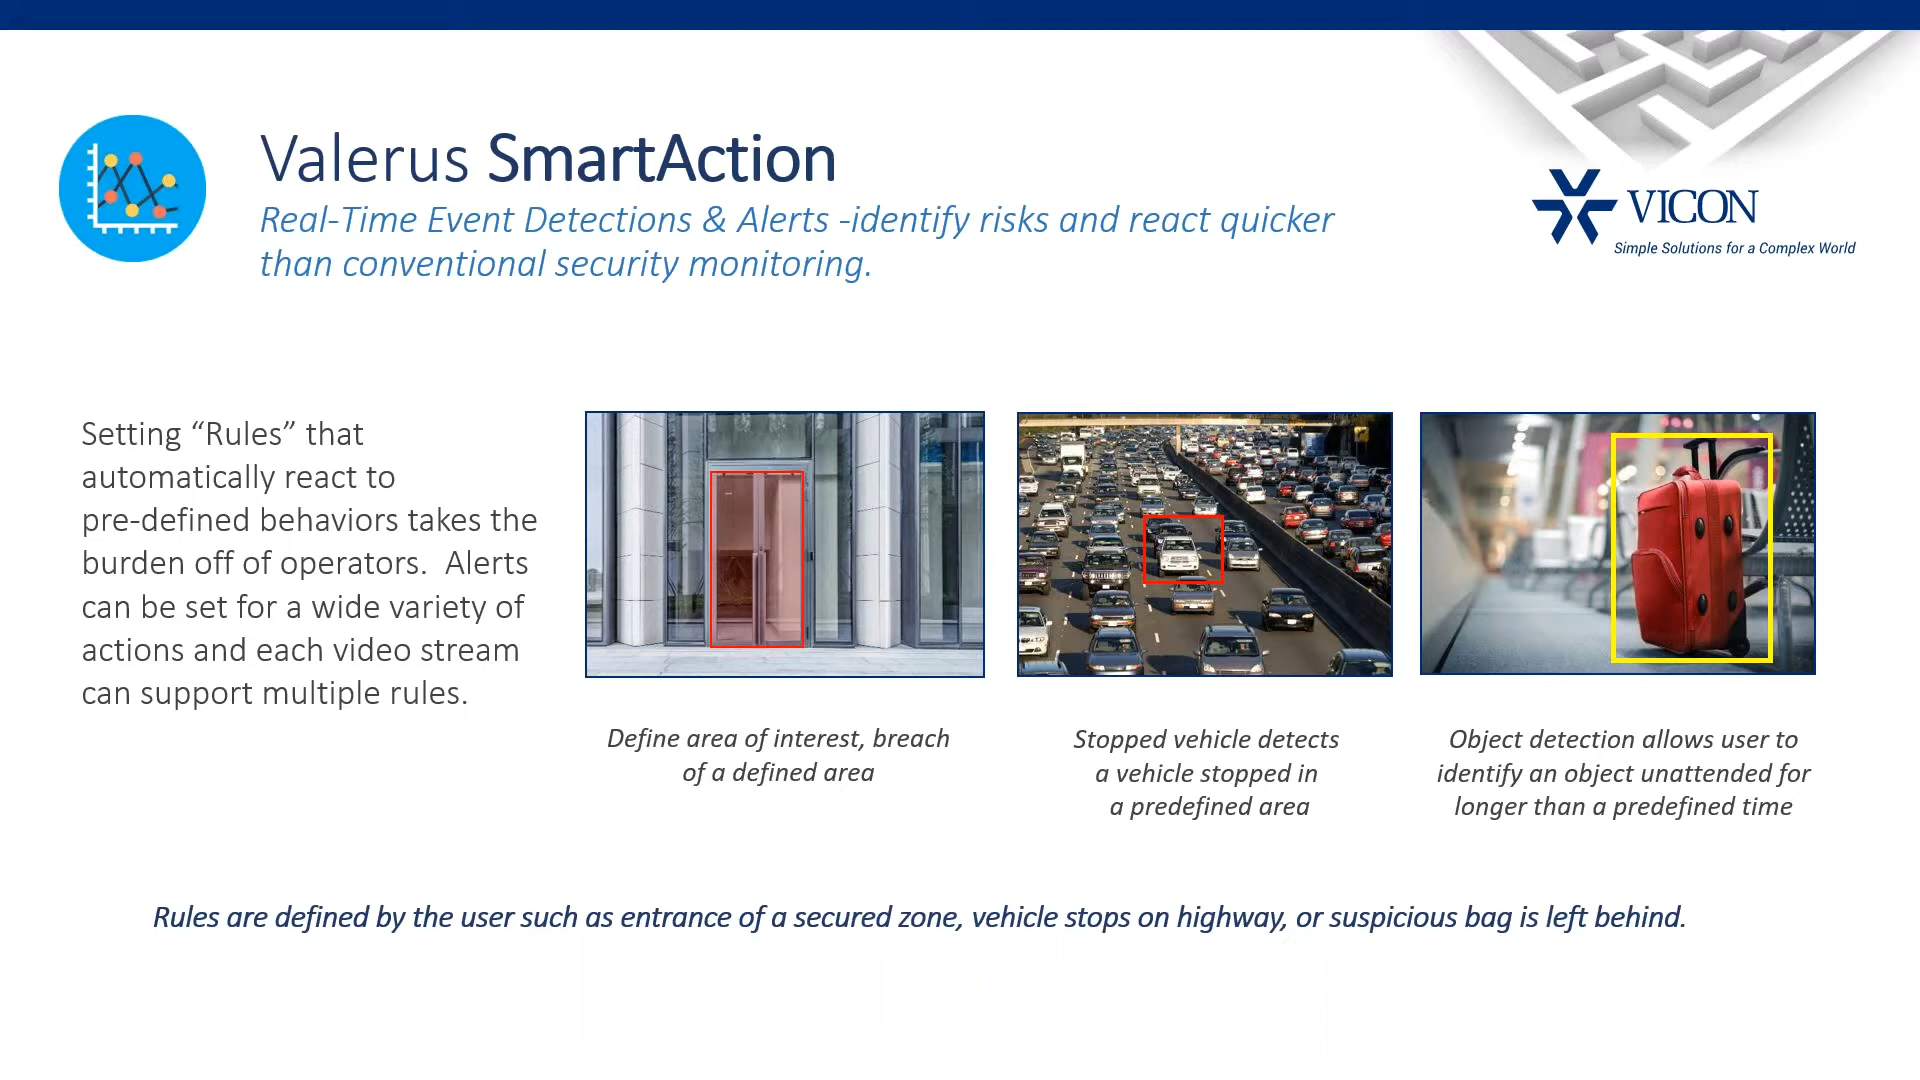 Valerus SmartAction
Real-Time Event Detections & Alerts -identify risks and react quicker
than conventional security monitoring.
VICON
Simple Solutions for a Complex World
Setting “Rules” that
automatically react to
pre-defined behaviors takes the
burden off of operators.  Alerts
can be set for a wide variety of
actions and each video stream
can support multiple rules.
Define area of interest, breach
of a defined area
Stopped vehicle detects
a vehicle stopped in
a predefined area
Object detection allows user to
identify an object unattended for
longer than a predefined time
Rules are defined by the user such as entrance of a secured zone, vehicle stops on highway, or suspicious bag is left behind.